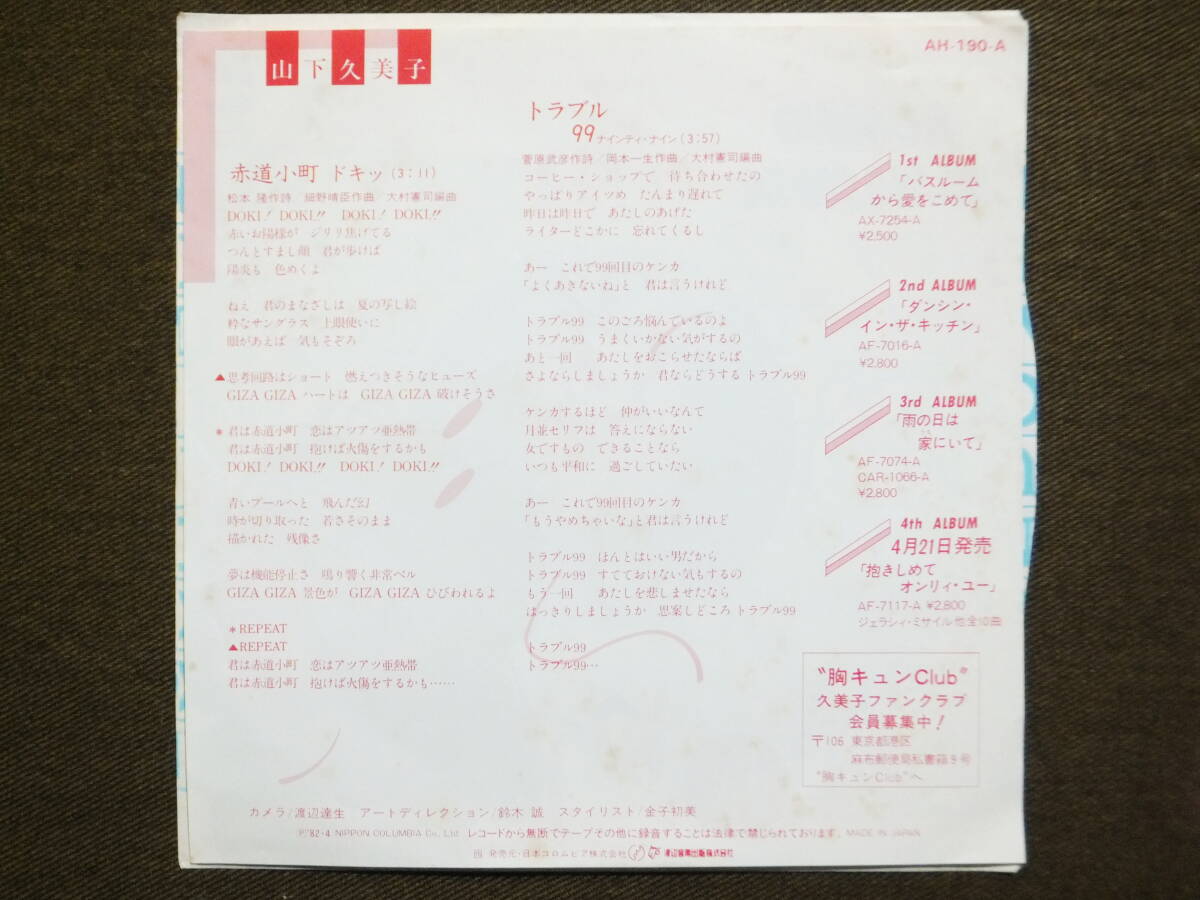 山下久美子
AH-190-A
赤道小町 ドキッ (3:11)
松本 隆作詩/細野晴臣作曲/大村憲司編曲
DOKI! DOKI!! DOKI! DOKI!!
赤いお陽様が ジリリ焦げてる
つんとすまし顔 君が歩けば
陽炎も 色めくよ
ねぇ 君のまなざしは 夏の写し絵
粋なサングラス 上眼使いに
眼があえば 気もそぞろ
▲思考回路はショート 燃えつきそうなヒューズ
GIZA GIZA ハートは GIZA GIZA 破けそうさ
*君は赤道小町 恋はアツアツ亜熱帯
君は赤道小町 抱けば火傷をするかも
DOKI! DOKI!! DOKI! DOKI!!
青いプールへと 飛んだ幻
時が切り取った 若さそのまま
描かれた 残像さ
夢は機能停止さ 鳴り響く非常ベル
GIZA GIZA 景色が GIZA GIZA ひびわれるよ
*REPEAT
▲REPEAT
君は赤道小町 恋はアツアツ亜熱帯
君は赤道小町 抱けば火傷をするかも……
トラブル
99 ナインティ・ナイン (3:57)
菅原武彦作詩/岡本一生作曲/大村憲司編曲
コーヒー・ショップで 待ち合わせたの
やっぱりアイツめ たんまり遅れて
昨日は昨日で あたしのあげた
ライターどこかに 忘れてくるし
あー これで99回目のケンカ
「よくあきないね」と 君は言うけれど
トラブル99 このごろ悩んでいるのよ
トラブル99 うまくいかない気がするの
あと一回 あたしをおこらせたならば
さよならしましょうか 君ならどうする トラブル99
ケンカするほど 仲がいいなんて
月並セリフは 答えにならない
女ですもの できることなら
いつも平和に 過ごしていたい
あー これで99回目のケンカ
「もうやめちゃいな」と君は言うけれど
トラブル99 ほんとはいい男だから
トラブル99 すてておけない気もするの
もう一回 あたしを悲しませたなら
はっきりしましょうか 思案しどころ トラブル99
トラブル99
トラブル99…
1st ALBUM
「バスルーム
から愛をこめて」
AX-7254-A
¥2,500
2nd ALBUM
「ダンシン・
イン・ザ・キッチン」
AF-7016-A
¥2,800
3rd ALBUM
「雨の日は
家にいて」
AF-7074-A
CAR-1066-A
¥2,800
4th ALBUM
4月21日発売
「抱きしめて
オンリィ・ユー」
AF-7117-A ¥2,800
ジェラシィ・ミサイル他全10曲
"胸キュンClub"
久美子ファンクラブ
会員募集中!
〒106 東京都港区
麻布郵便局私書箱9号
"胸キュンClub"へ
カメラ/渡辺達生 アートディレクション/鈴木 誠 スタイリスト/金子初美
Ⓟ'82・4 NIPPON COLUMBIA Co., Ltd. レコードから無断でテープその他に録音することは法律で禁じられております。 MADE IN JAPAN
発売元・日本コロムビア株式会社 渡辺音楽出版株式会社